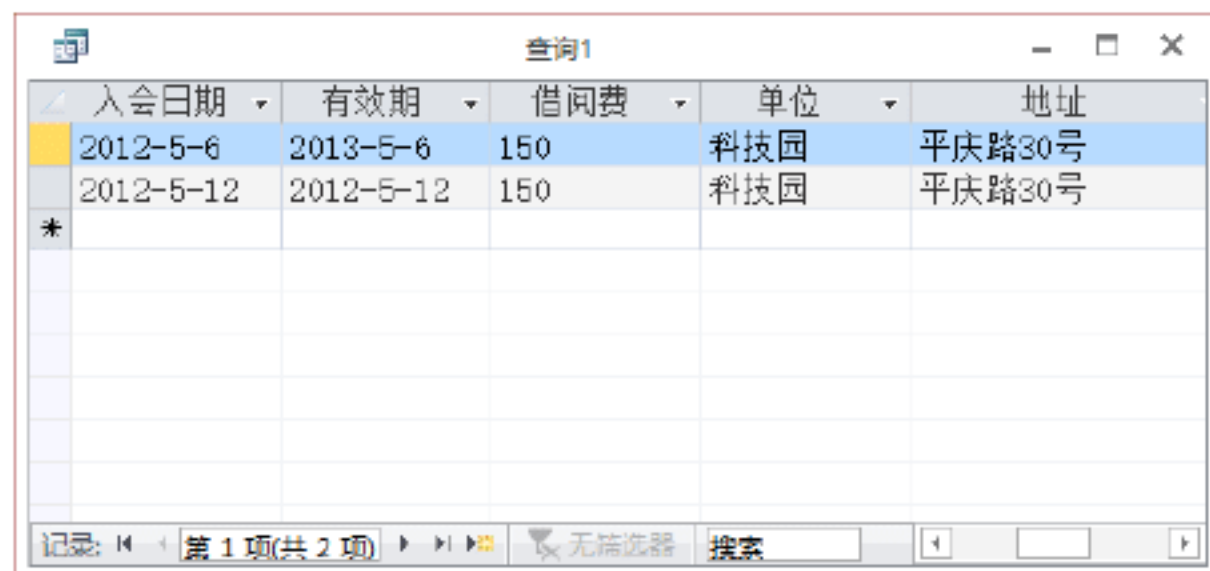 查询1
入会日期 有效期 借阅费 单位 地址
2012-5-6 2013-5-6 150 科技园 平庆路30号
2012-5-12 2012-5-12 150 科技园 平庆路30号
记录: 第 1 项(共 2 项) 无筛选器 搜索